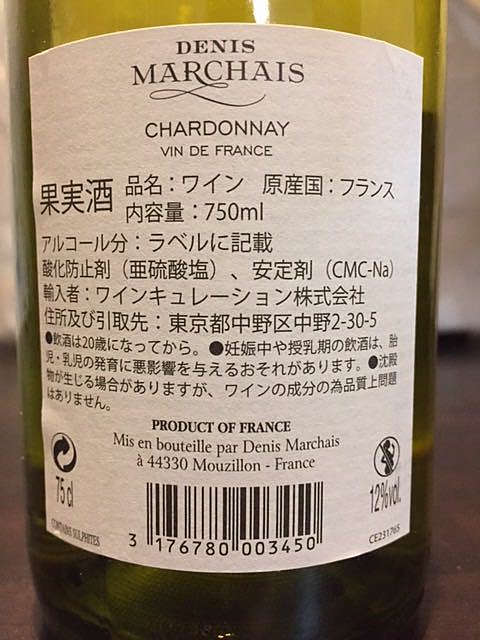 DENIS
MARCHAIS
CHARDONNAY
VIN DE FRANCE
果実酒 品名：ワイン 原産国：フランス
内容量：750ml
アルコール分：ラベルに記載
酸化防止剤（亜硫酸塩）、安定剤（CMC-Na）
輸入者：ワインキュレーション株式会社
住所及び引取先：東京都中野区中野2-30-5
●飲酒は20歳になってから。●妊娠中や授乳期の飲酒は、胎
児・乳児の発育に悪影響を与えるおそれがあります。●沈殿
物が生じる場合がありますが、ワインの成分の為品質上問題
はありません。
PRODUCT OF FRANCE
Mis en bouteille par Denis Marchais
à 44330 Mouzillon - France
75 cl
12%vol.
CONTAINS SULPHITES
3 176780 003450
CE231765